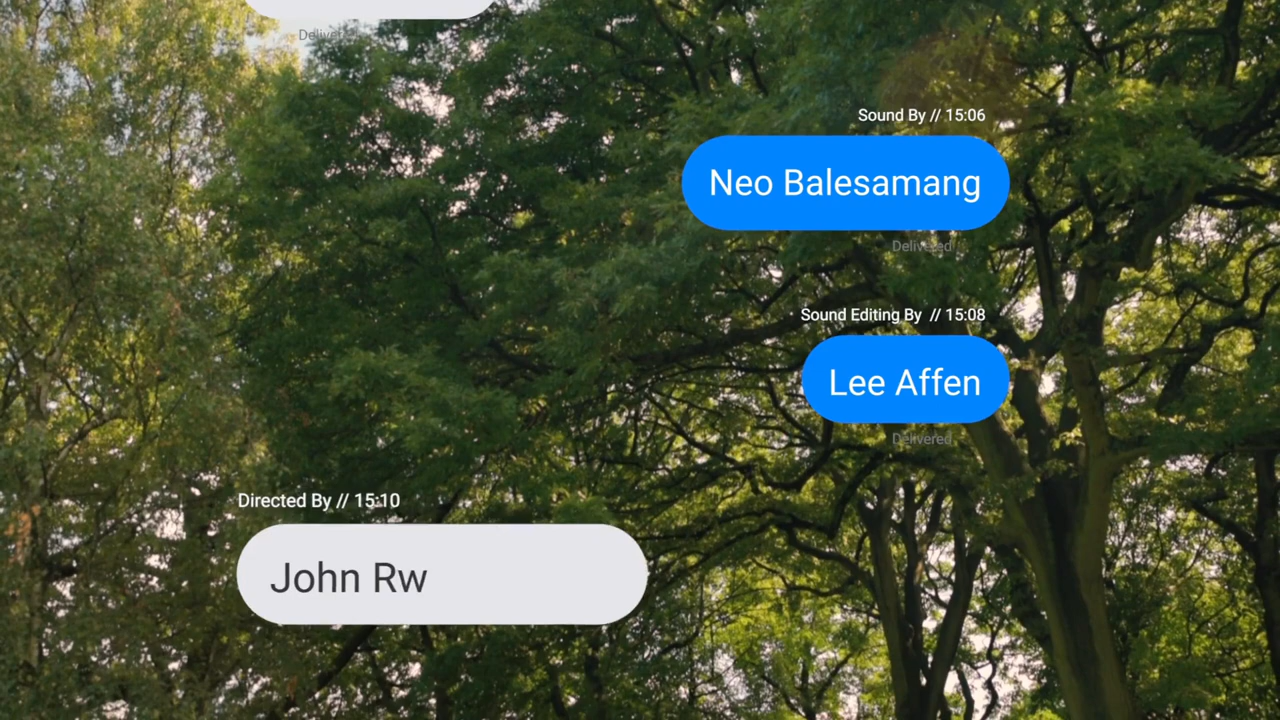 Delivered
Sound By // 15:06
Neo Balesamang
Delivered
Sound Editing By // 15:08
Lee Affen
Delivered
Directed By // 15:10
John Rw